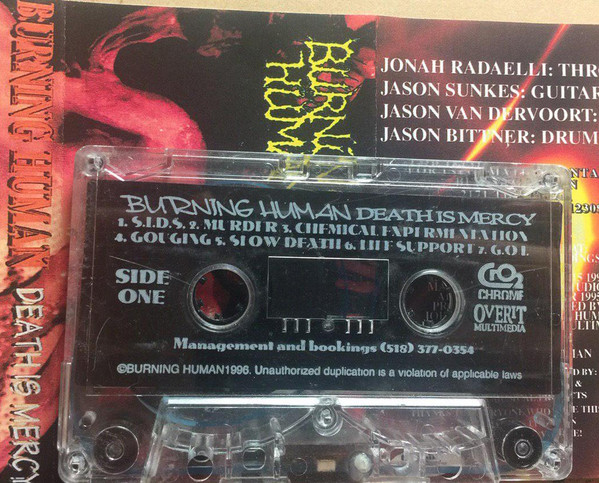 BURNING HUMAN DEATH IS MERCY
BURNING
HUM
JONAH RADAELLI: THR
JASON SUNKES: GUITAR
JASON VAN DERVOORT:
JASON BITTNER: DRUM
BURNING HUMAN DEATH IS MERCY
1. S.I.D.S. 2. MURDER 3. CHEMICAL EXPERMENTATION
4. GOUGING 5. SLOW DEATH 6. LIFE SUPPORT 7. G.O.I.
SIDE
ONE
CrO2
CHROME
OVERIT
MULTIMEDIA
Management and bookings (518) 377-0354
©BURNING HUMAN1996. Unauthorized duplication is a violation of applicable laws